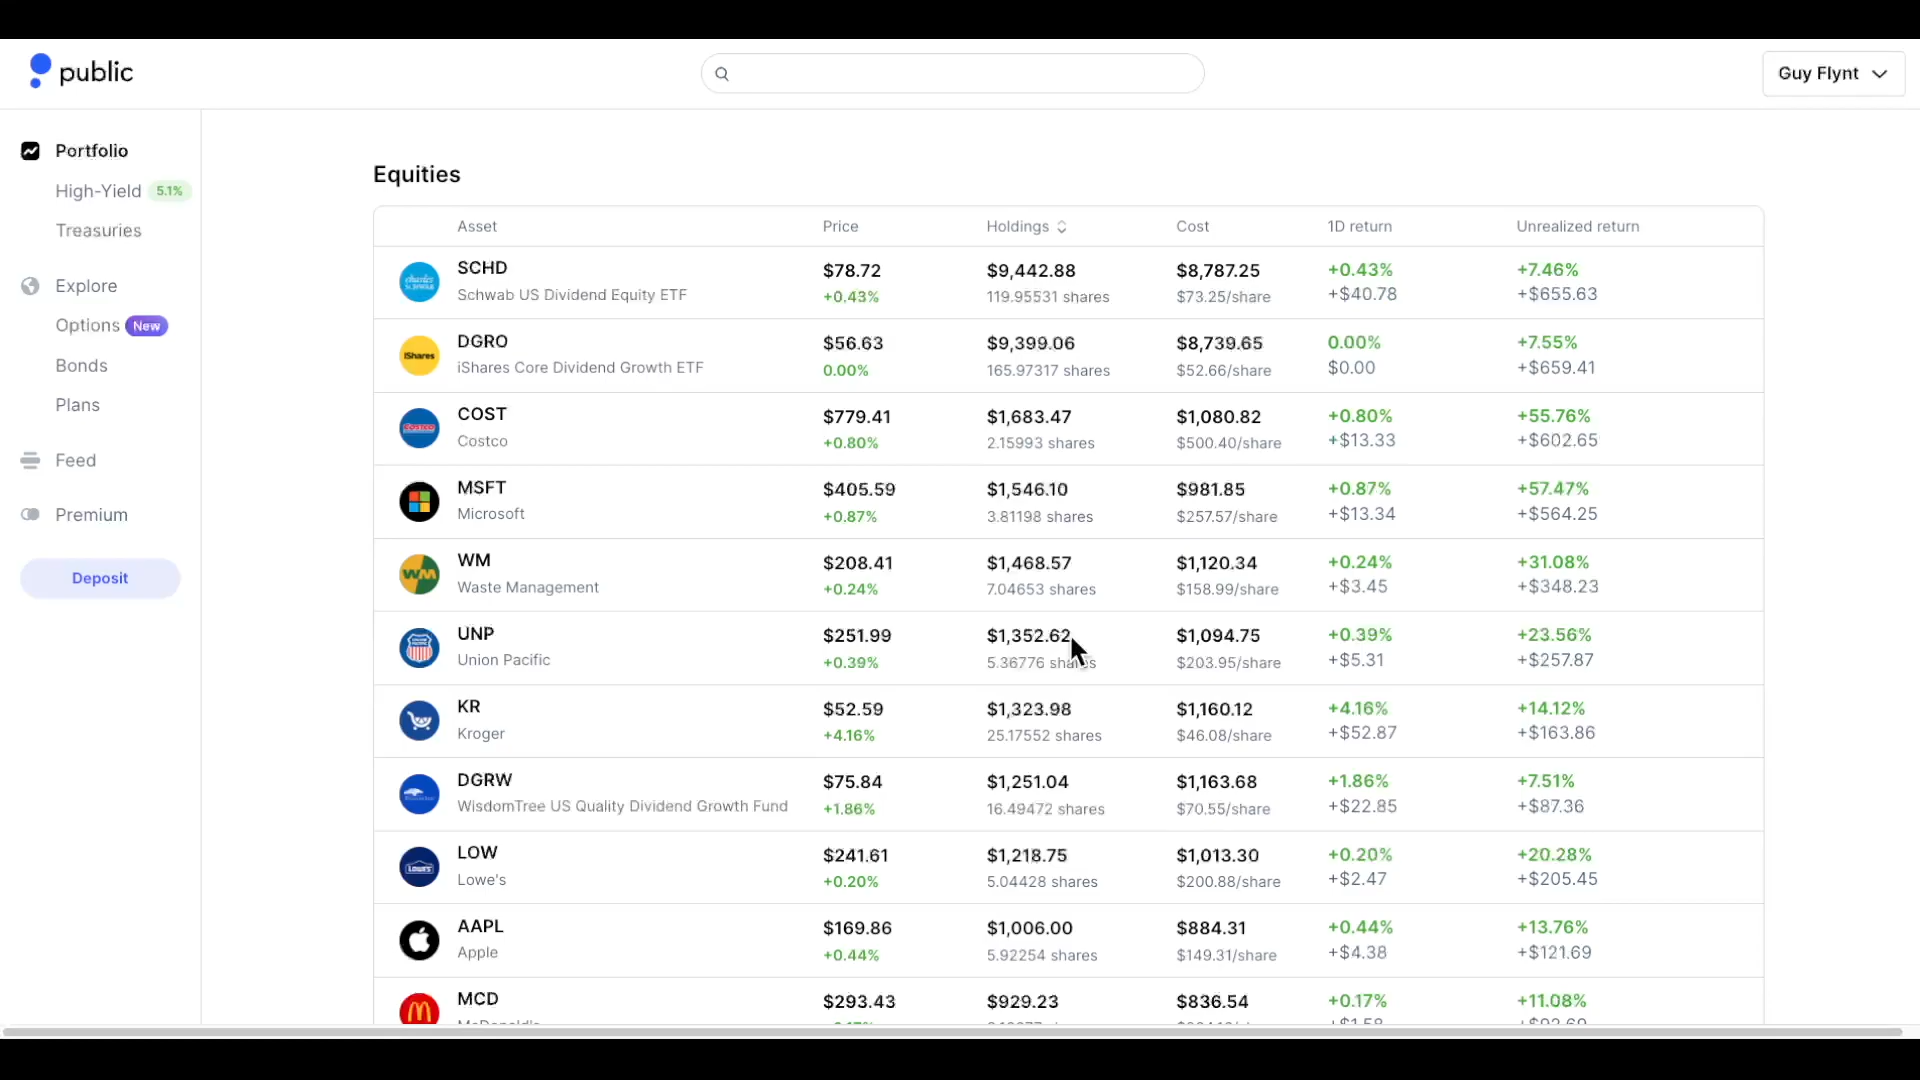 public
Guy Flynt
Portfolio
High-Yield 5.1%
Treasuries
Explore
Options New
Bonds
Plans
Feed
Premium
Deposit
Equities
Asset Price Holdings Cost 1D return Unrealized return
SCHD $78.72 $9,442.88 $8,787.25 +0.43% +7.46%
Schwab US Dividend Equity ETF +0.43% 119.95531 shares $73.25/share +$40.78 +$655.63
iShares
DGRO $56.63 $9,399.06 $8,739.65 0.00% +7.55%
iShares Core Dividend Growth ETF 0.00% 165.97317 shares $52.66/share $0.00 +$659.41
COSTCO
COST $779.41 $1,683.47 $1,080.82 +0.80% +55.76%
Costco +0.80% 2.15993 shares $500.40/share +$13.33 +$602.65
MSFT $405.59 $1,546.10 $981.85 +0.87% +57.47%
Microsoft +0.87% 3.81198 shares $257.57/share +$13.34 +$564.25
WM
WM $208.41 $1,468.57 $1,120.34 +0.24% +31.08%
Waste Management +0.24% 7.04653 shares $158.99/share +$3.45 +$348.23
UNP $251.99 $1,352.62 $1,094.75 +0.39% +23.56%
Union Pacific +0.39% 5.36776 shares $203.95/share +$5.31 +$257.87
KR $52.59 $1,323.98 $1,160.12 +4.16% +14.12%
Kroger +4.16% 25.17552 shares $46.08/share +$52.87 +$163.86
DGRW $75.84 $1,251.04 $1,163.68 +1.86% +7.51%
WisdomTree US Quality Dividend Growth Fund +1.86% 16.49472 shares $70.55/share +$22.85 +$87.36
LOWE'S
LOW $241.61 $1,218.75 $1,013.30 +0.20% +20.28%
Lowe's +0.20% 5.04428 shares $200.88/share +$2.47 +$205.45
AAPL $169.86 $1,006.00 $884.31 +0.44% +13.76%
Apple +0.44% 5.92254 shares $149.31/share +$4.38 +$121.69
MCD $293.43 $929.23 $836.54 +0.17% +11.08%
McDonald's